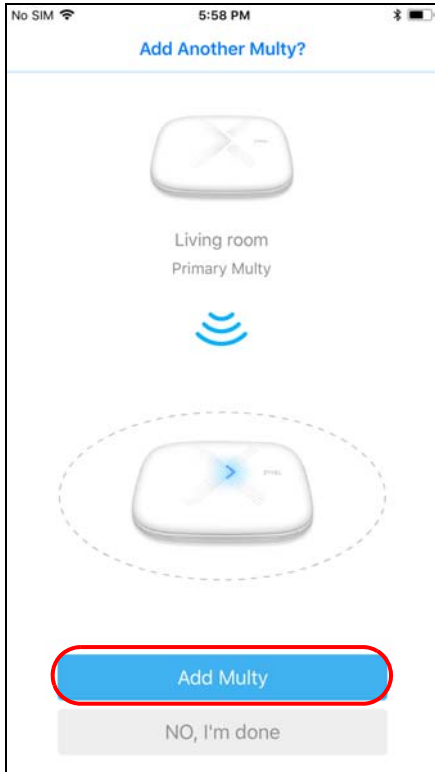 No SIM 5:58 PM
Add Another Multy?
Living room
Primary Multy
Add Multy
NO, I'm done